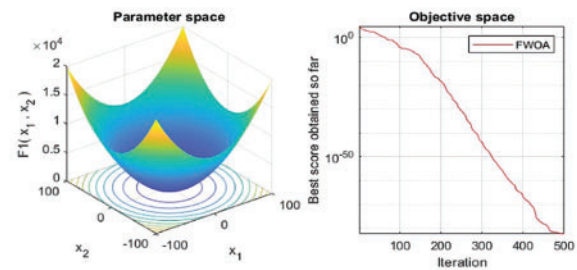 Parameter space
×10⁴
2
1.5
1
0.5
0
F1( x₁ , x₂ )
100
0
-100
x₂
-100
0
100
x₁
Objective space
10⁰
10⁻⁵⁰
Best score obtained so far
FWOA
100 200 300 400 500
Iteration